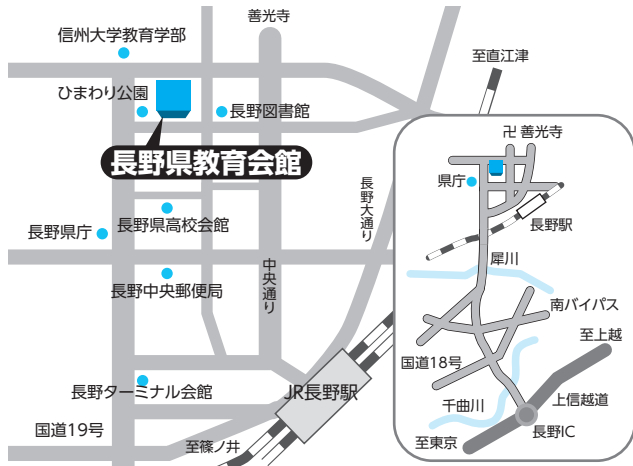 善光寺
信州大学教育学部
至直江津
ひまわり公園
長野図書館
長野県教育会館
長野大通り
長野県高校会館
長野県庁
中央通り
長野中央郵便局
長野ターミナル会館
JR長野駅
国道19号
至篠ノ井
卍 善光寺
県庁
長野駅
犀川
南バイパス
至上越
国道18号
上信越道
千曲川
長野IC
至東京